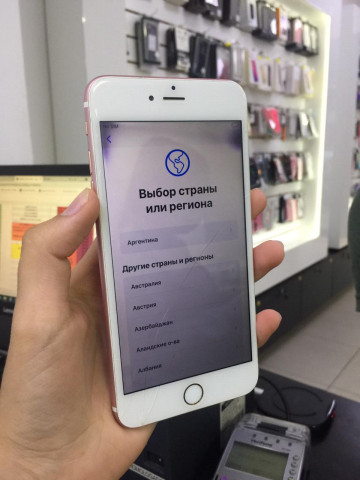 Выбор страны
или региона
Аргентина
Другие страны и регионы
Австралия
Австрия
Азербайджан
Аландские о-ва
Албания